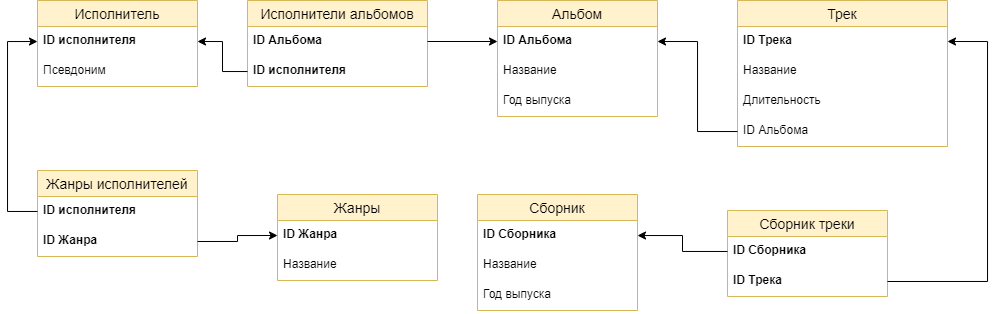 Исполнитель
ID исполнителя
Псевдоним
Исполнители альбомов
ID Альбома
ID исполнителя
Альбом
ID Альбома
Название
Год выпуска
Трек
ID Трека
Название
Длительность
ID Альбома
Жанры исполнителей
ID исполнителя
ID Жанра
Жанры
ID Жанра
Название
Сборник
ID Сборника
Название
Год выпуска
Сборник треки
ID Сборника
ID Трека